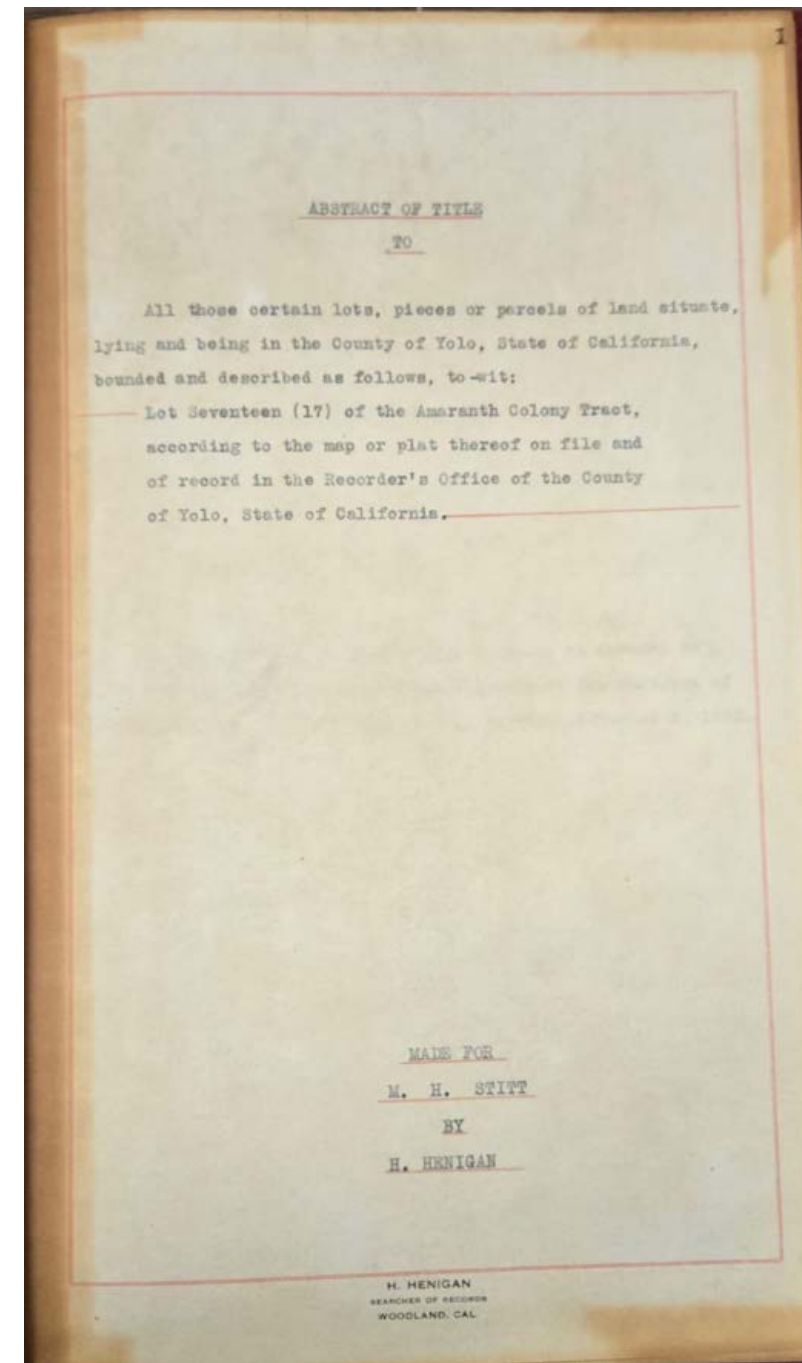 1
ABSTRACT OF TITLE
TO
All those certain lots, pieces or parcels of land situate,
lying and being in the County of Yolo, State of California,
bounded and described as follows, to-wit:
Lot Seventeen (17) of the Amaranth Colony Tract,
according to the map or plat thereof on file and
of record in the Recorder's Office of the County
of Yolo, State of California.
MADE FOR
M. H. STITT
BY
H. HENIGAN
H. HENIGAN
SEARCHER OF RECORDS
WOODLAND, CAL.